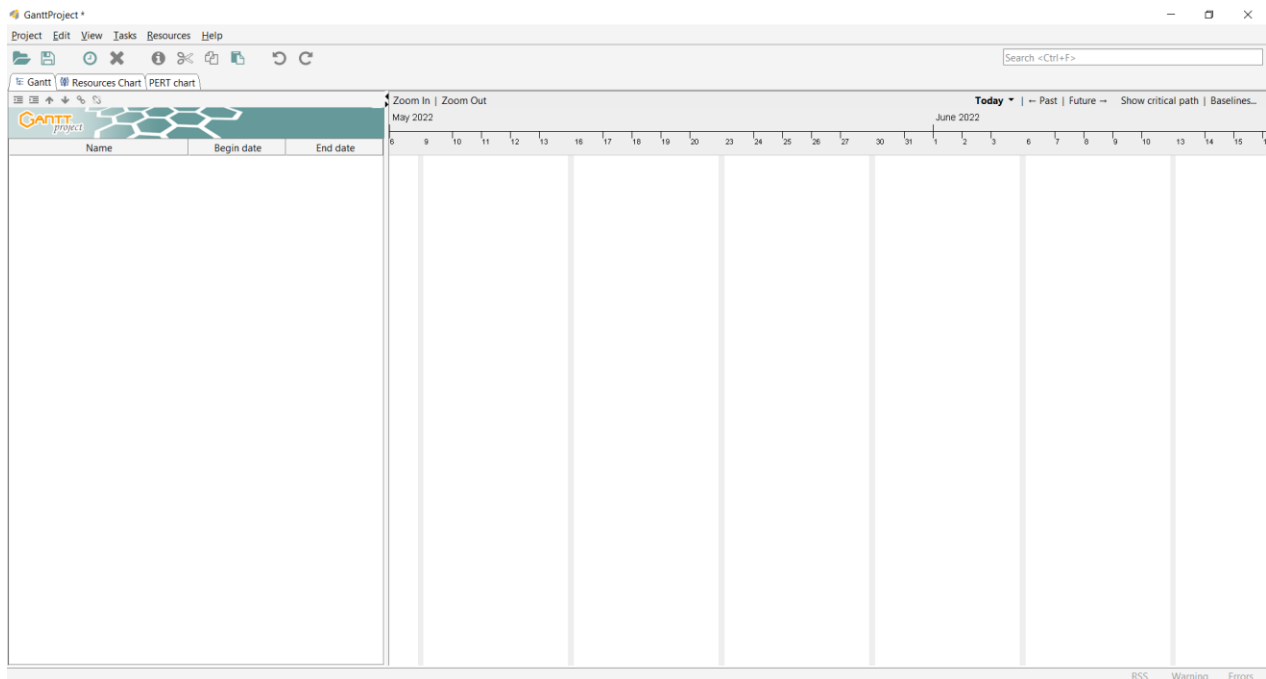 GanttProject *
Project Edit View Tasks Resources Help
Search <Ctrl+F>
Gantt Resources Chart PERT chart
Zoom In | Zoom Out Today | ← Past | Future → Show critical path | Baselines...
GANTT project
May 2022 June 2022
Name Begin date End date
6 9 10 11 12 13 16 17 18 19 20 23 24 25 26 27 30 31 1 2 3 6 7 8 9 10 13 14 15 1
RSS Warning Errors